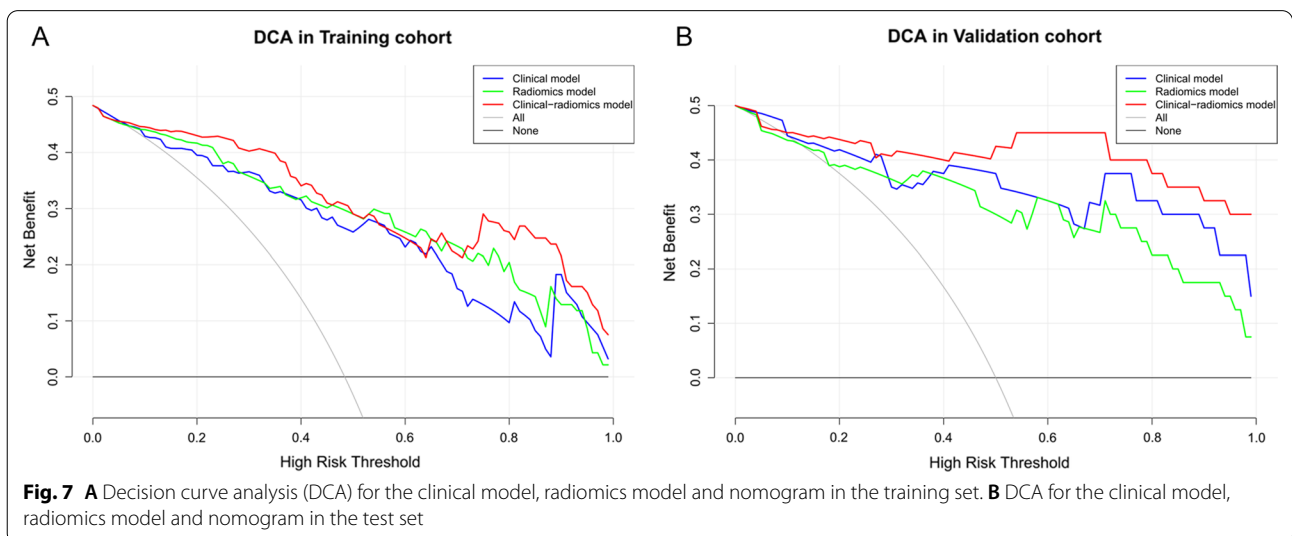 A
DCA in Training cohort
Clinical model
Radiomics model
Clinical−radiomics model
All
None
Net Benefit
0.5
0.4
0.3
0.2
0.1
0.0
0.0 0.2 0.4 0.6 0.8 1.0
High Risk Threshold
B
DCA in Validation cohort
Clinical model
Radiomics model
Clinical−radiomics model
All
None
Net Benefit
0.5
0.4
0.3
0.2
0.1
0.0
0.0 0.2 0.4 0.6 0.8 1.0
High Risk Threshold
Fig. 7 A Decision curve analysis (DCA) for the clinical model, radiomics model and nomogram in the training set. B DCA for the clinical model,
radiomics model and nomogram in the test set